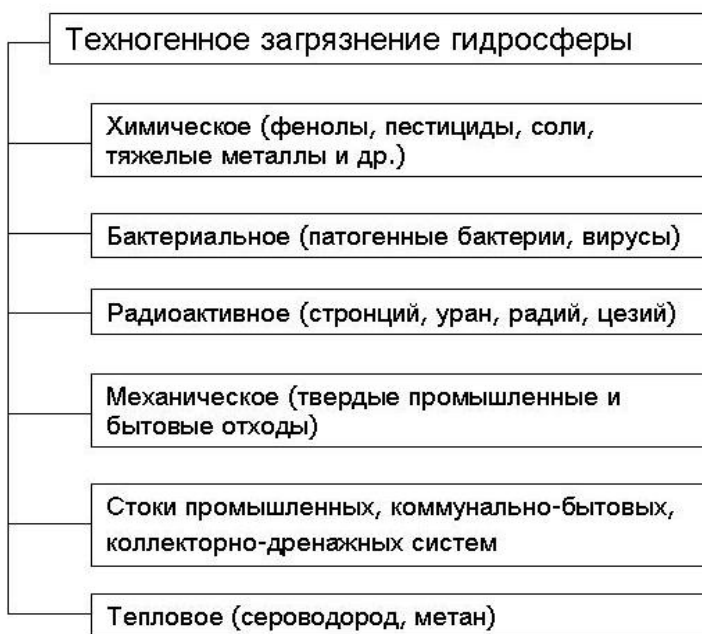 Техногенное загрязнение гидросферы
Химическое (фенолы, пестициды, соли,
тяжелые металлы и др.)
Бактериальное (патогенные бактерии, вирусы)
Радиоактивное (стронций, уран, радий, цезий)
Механическое (твердые промышленные и
бытовые отходы)
Стоки промышленных, коммунально-бытовых,
коллекторно-дренажных систем
Тепловое (сероводород, метан)